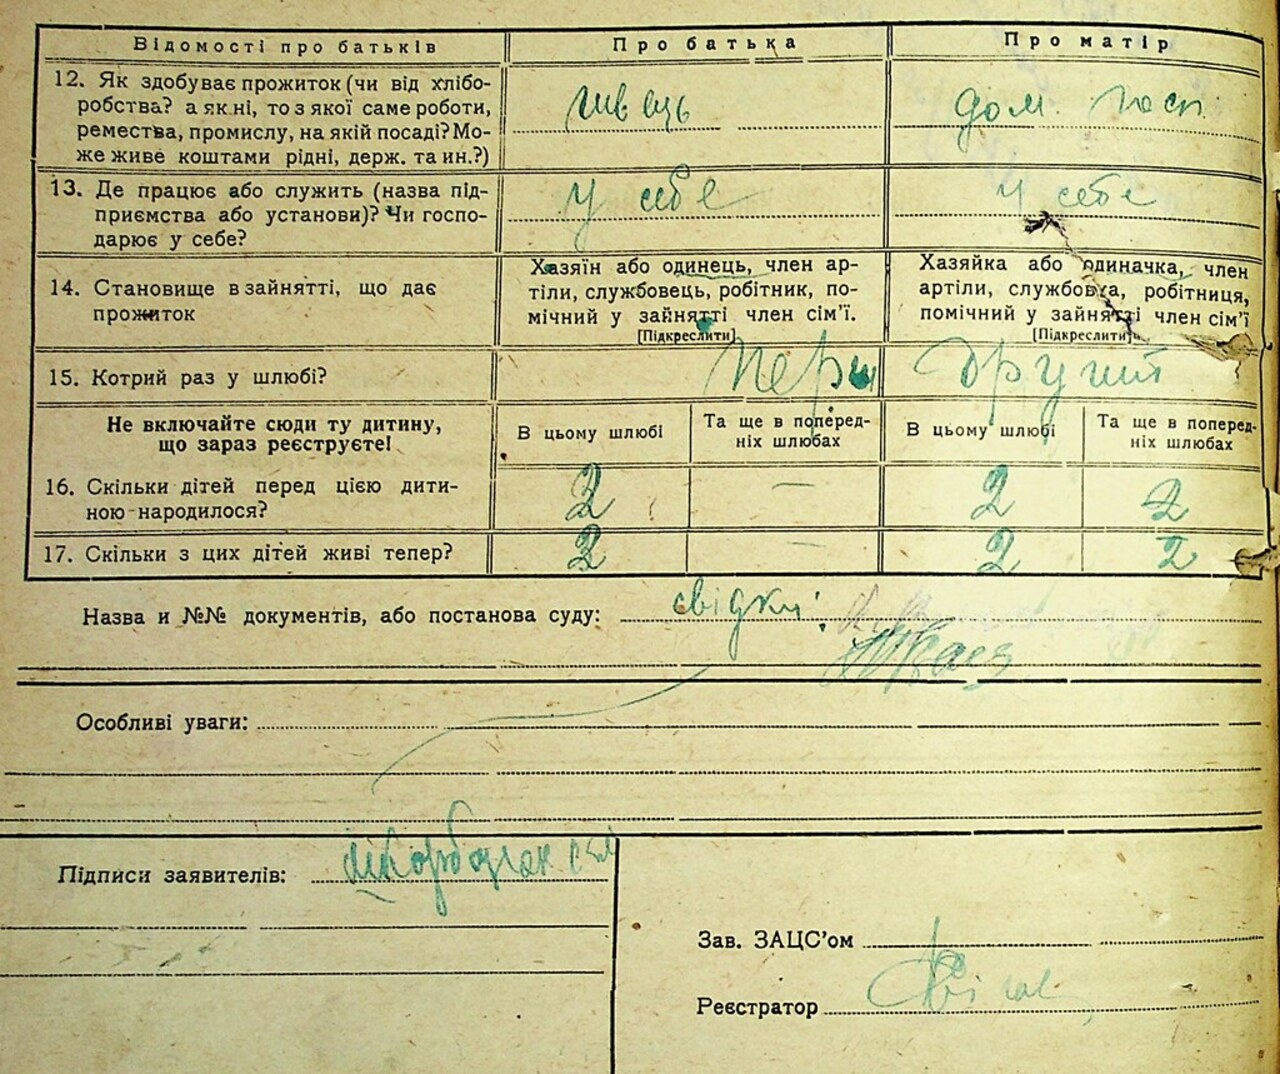 Відомості про батьків
Про батька
Про матір
12. Як здобуває прожиток (чи від хлібо-
робства? а як ні, то з якої саме роботи,
ремества, промислу, на якій посаді? Мо-
же живе коштами рідні, держ. та ин.?)
швець
дом. госп.
13. Де працює або служить (назва під-
приємства або установи)? Чи госпо-
дарює у себе?
у себе
у себе
14. Становище в зайнятті, що дає
прожиток
Хазяїн або одинець, член ар-
тіли, службовець, робітник, по-
мічний у зайнятті член сім'ї.
[Підкреслити]
Хазяйка або одиначка, член
артіли, службовка, робітниця,
помічний у зайнятті член сім'ї
[Підкреслити]
15. Котрий раз у шлюбі?
перш
другий
Не включайте сюди ту дитину,
що зараз реєструєте!
В цьому шлюбі
Та ще в поперед-
ніх шлюбах
В цьому шлюбі
Та ще в поперед-
ніх шлюбах
16. Скільки дітей перед цією дити-
ною народилося?
2
—
2
2
17. Скільки з цих дітей живі тепер?
2
—
2
2
Назва и №№ документів, або постанова суду: свідки:
Особливі уваги:
Підписи заявителів:
Зав. ЗАЦС'ом
Реєстратор